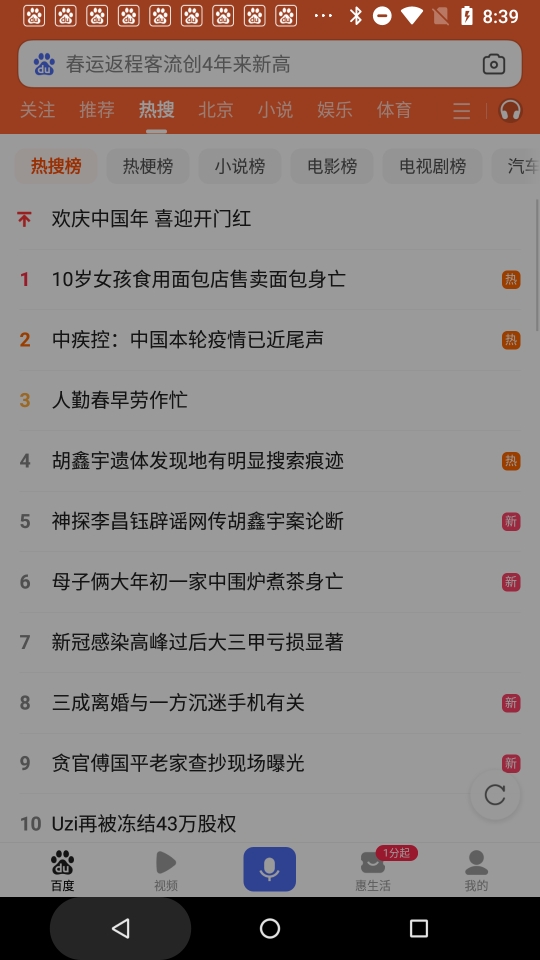 8:39
春运返程客流创4年来新高
关注 推荐 热搜 北京 小说 娱乐 体育
热搜榜 热梗榜 小说榜 电影榜 电视剧榜 汽车
欢庆中国年 喜迎开门红
1 10岁女孩食用面包店售卖面包身亡 热
2 中疾控：中国本轮疫情已近尾声 热
3 人勤春早劳作忙
4 胡鑫宇遗体发现地有明显搜索痕迹 热
5 神探李昌钰辟谣网传胡鑫宇案论断 新
6 母子俩大年初一家中围炉煮茶身亡 新
7 新冠感染高峰过后大三甲亏损显著
8 三成离婚与一方沉迷手机有关 新
9 贪官傅国平老家查抄现场曝光 新
10 Uzi再被冻结43万股权
1分起
百度 视频 惠生活 我的